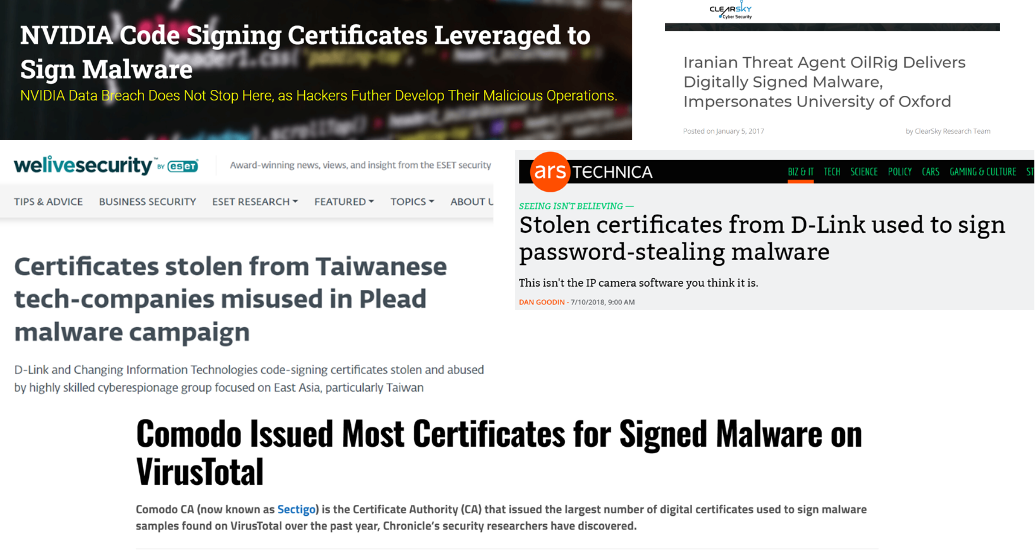 NVIDIA Code Signing Certificates Leveraged to
Sign Malware
NVIDIA Data Breach Does Not Stop Here, as Hackers Futher Develop Their Malicious Operations.
CLEARSKY
Cyber Security
Iranian Threat Agent OilRig Delivers
Digitally Signed Malware,
Impersonates University of Oxford
Posted on January 5, 2017 by ClearSky Research Team
welivesecurity™ BY eset Award-winning news, views, and insight from the ESET security
TIPS & ADVICE BUSINESS SECURITY ESET RESEARCH FEATURED TOPICS ABOUT U
Certificates stolen from Taiwanese
tech-companies misused in Plead
malware campaign
D-Link and Changing Information Technologies code-signing certificates stolen and abused
by highly skilled cyberespionage group focused on East Asia, particularly Taiwan
ars TECHNICA BIZ & IT TECH SCIENCE POLICY CARS GAMING & CULTURE ST
SEEING ISN'T BELIEVING —
Stolen certificates from D-Link used to sign
password-stealing malware
This isn't the IP camera software you think it is.
DAN GOODIN - 7/10/2018, 9:00 AM
Comodo Issued Most Certificates for Signed Malware on
VirusTotal
Comodo CA (now known as Sectigo) is the Certificate Authority (CA) that issued the largest number of digital certificates used to sign malware
samples found on VirusTotal over the past year, Chronicle's security researchers have discovered.